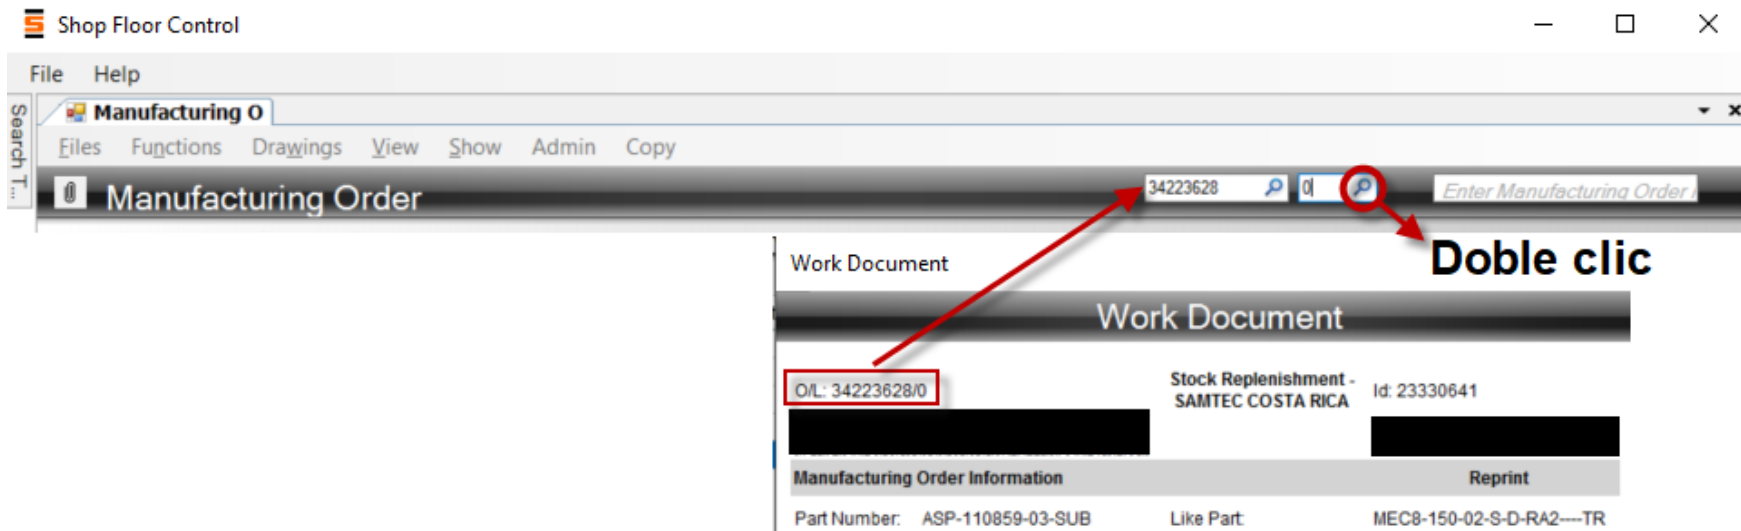 Shop Floor Control
File Help
Search T...
Manufacturing O
Files Functions Drawings View Show Admin Copy
Manufacturing Order
34223628
0
Enter Manufacturing Order
Doble clic
Work Document
Work Document
O/L: 34223628/0
Stock Replenishment -
SAMTEC COSTA RICA
Id: 23330641
Manufacturing Order Information Reprint
Part Number: ASP-110859-03-SUB Like Part: MEC8-150-02-S-D-RA2----TR